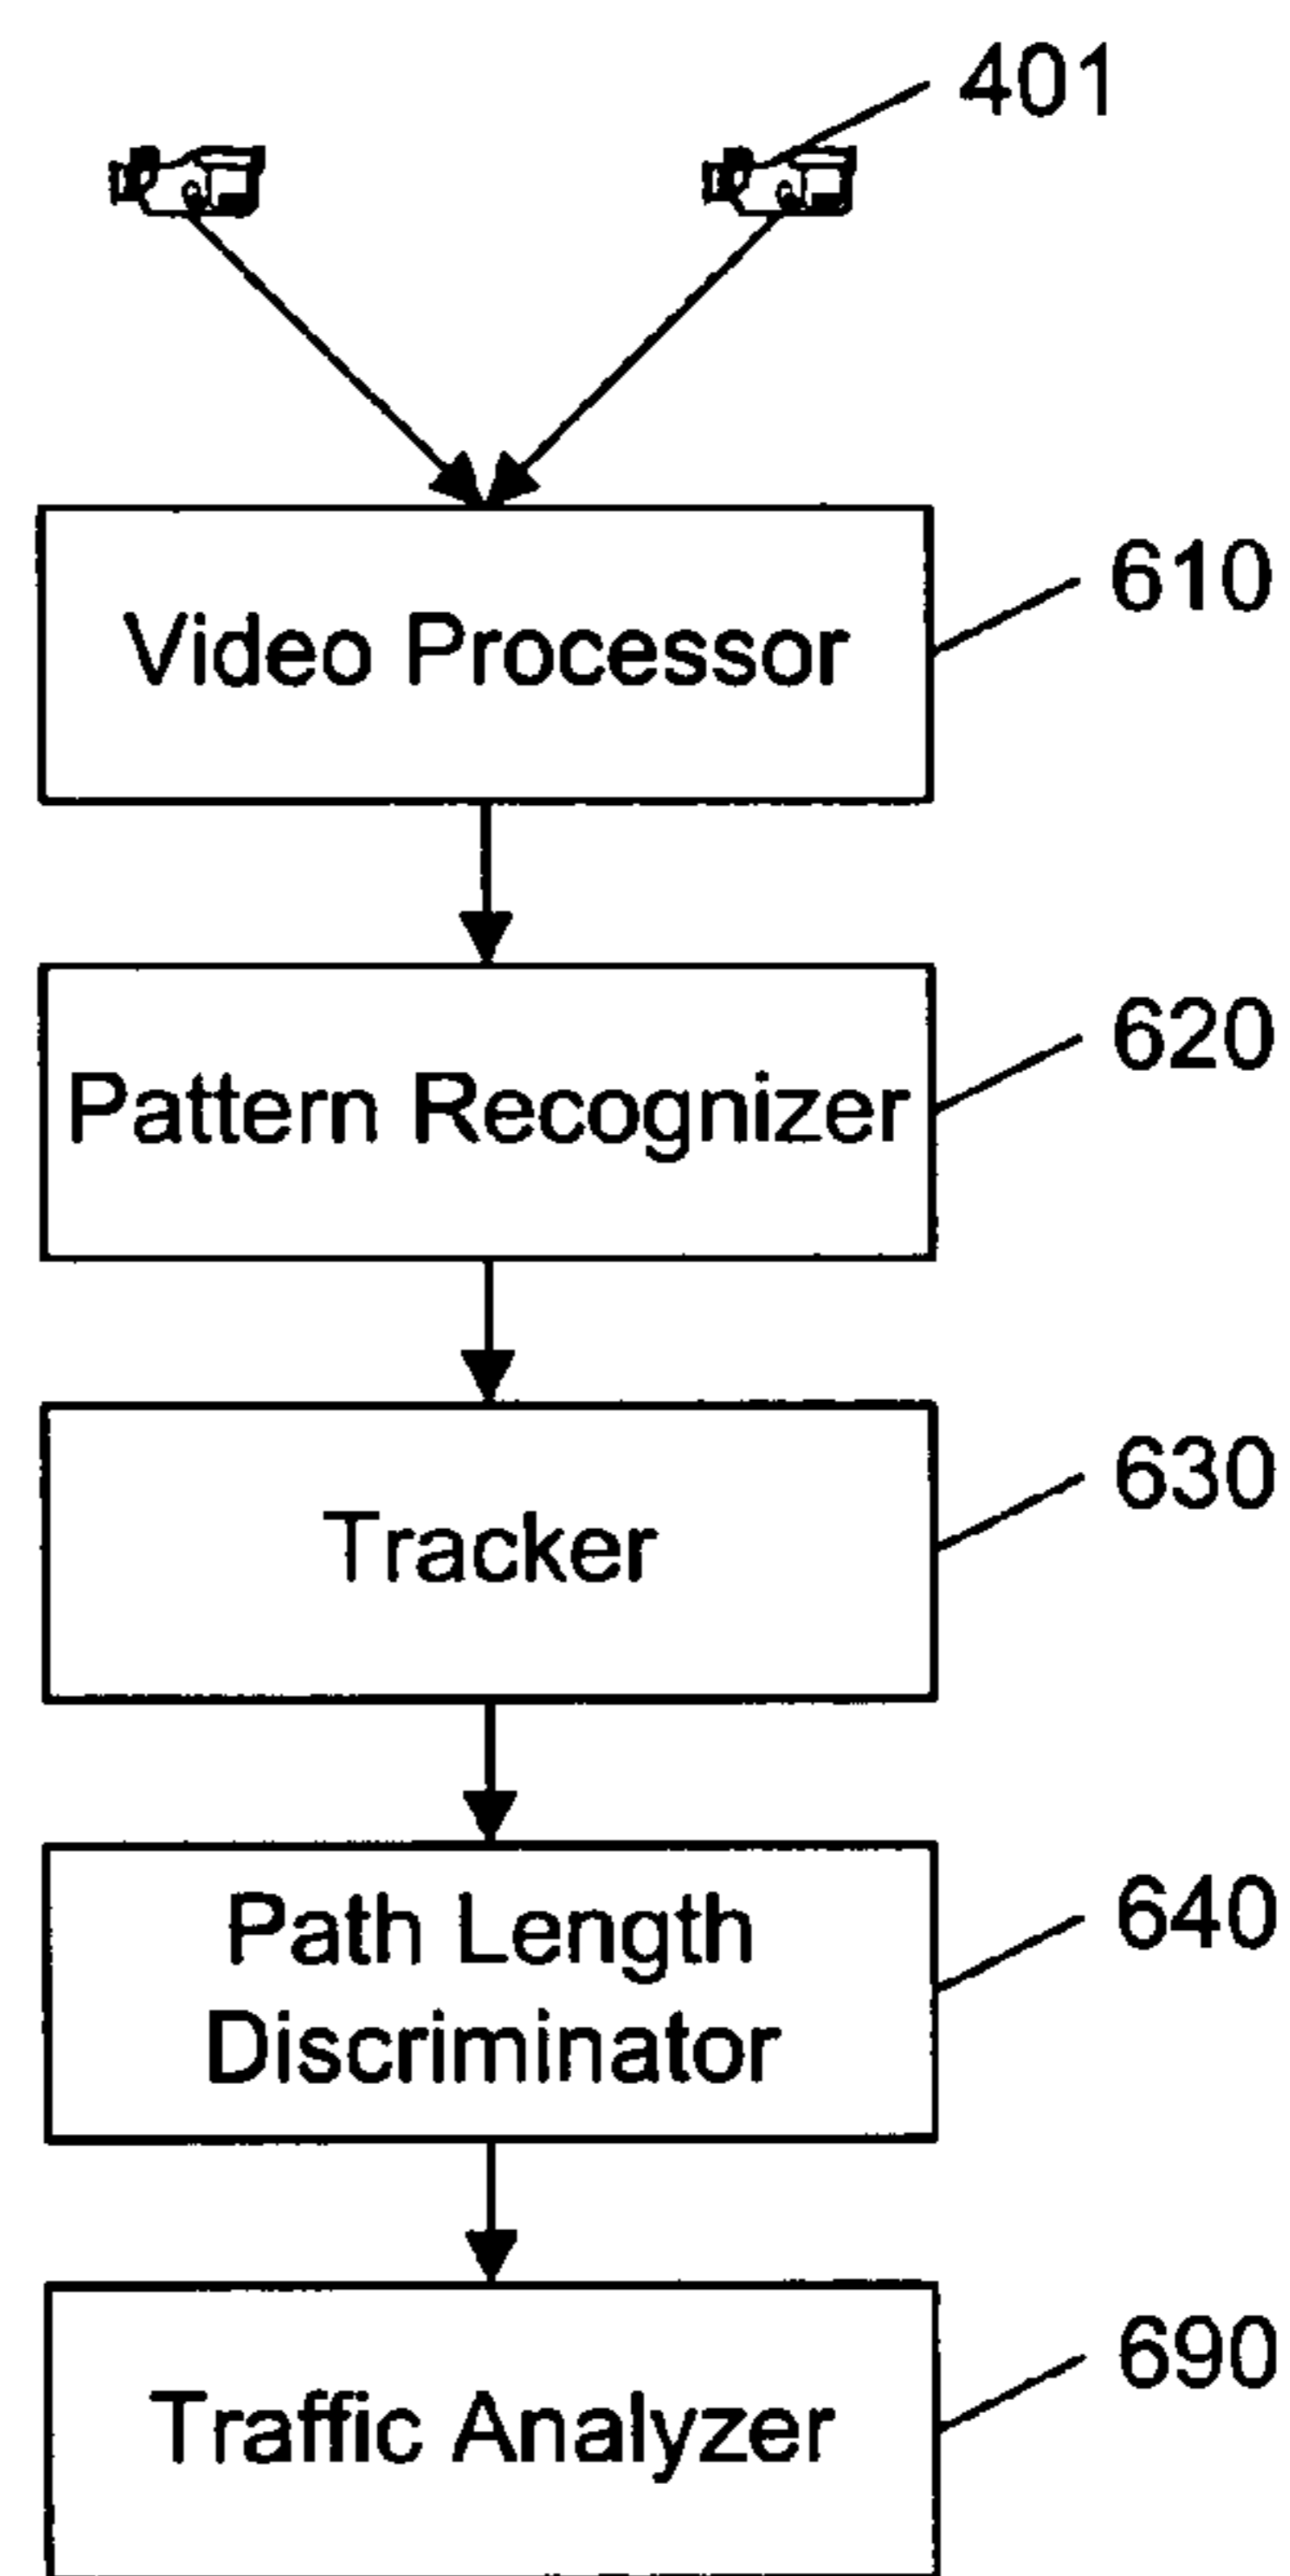 401
Video Processor
610
Pattern Recognizer
620
Tracker
630
Path Length
Discriminator
640
Traffic Analyzer
690